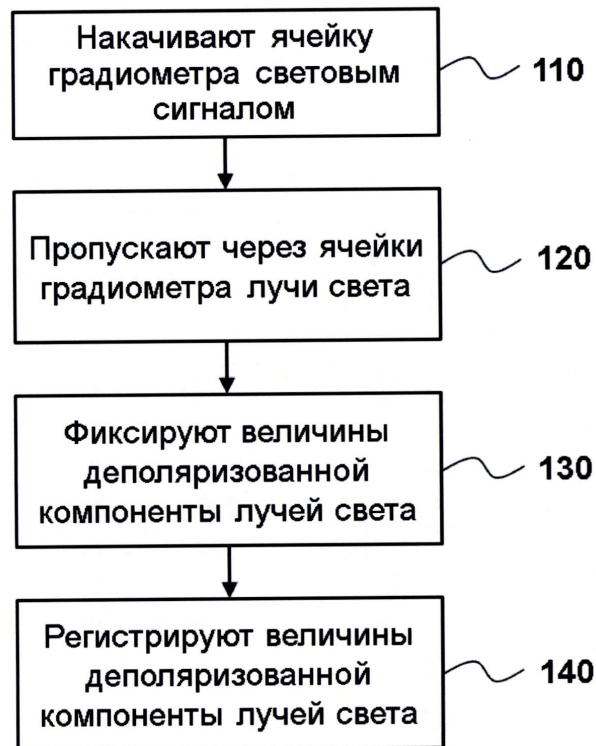 Накачивают ячейку
градиометра световым
сигналом
110
Пропускают через ячейки
градиометра лучи света
120
Фиксируют величины
деполяризованной
компоненты лучей света
130
Регистрируют величины
деполяризованной
компоненты лучей света
140